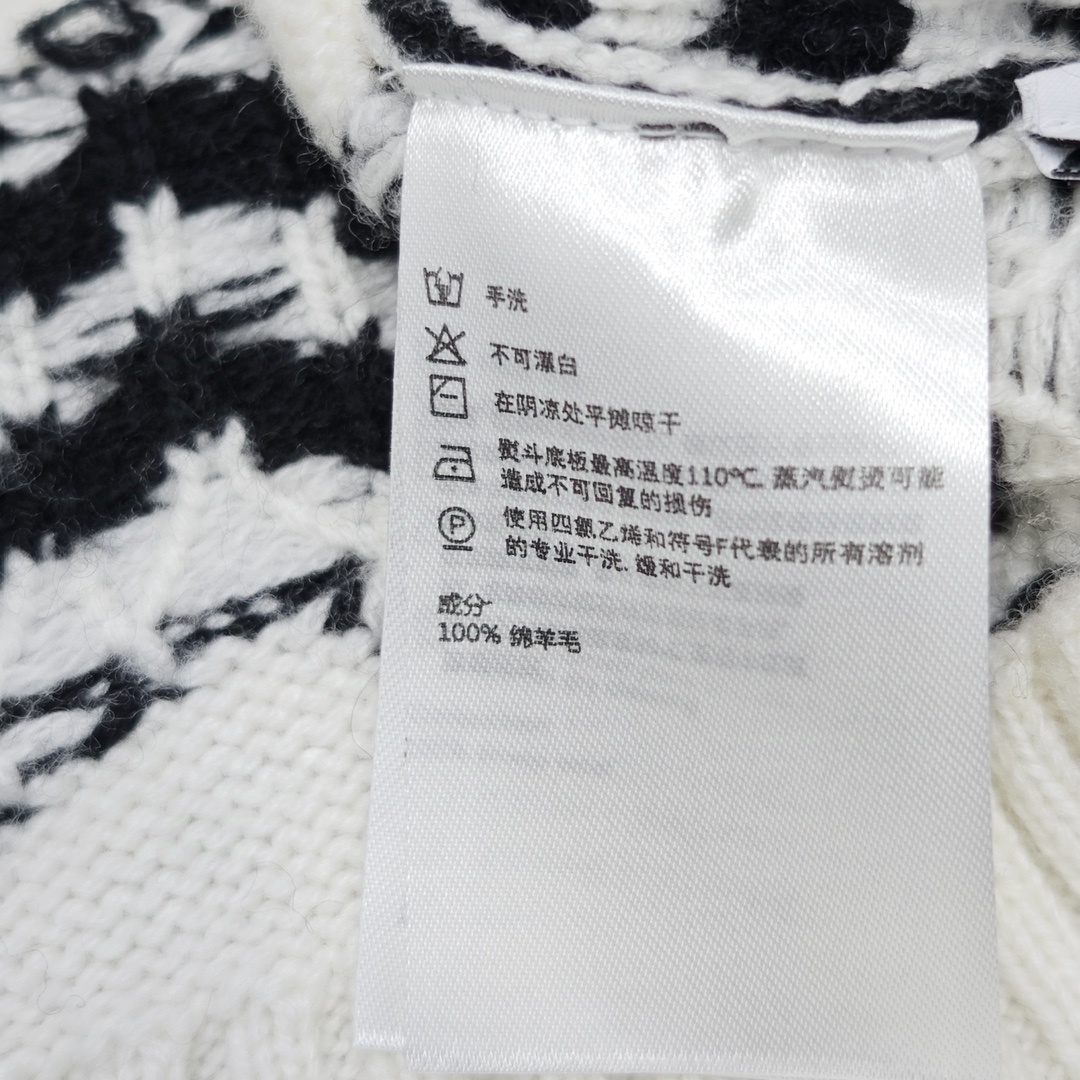 手洗
不可漂白
在阴凉处平摊晾干
熨斗底板最高温度110℃. 蒸汽熨烫可能
造成不可回复的损伤
P
使用四氯乙烯和符号F代表的所有溶剂
的专业干洗. 缓和干洗
成分
100% 绵羊毛